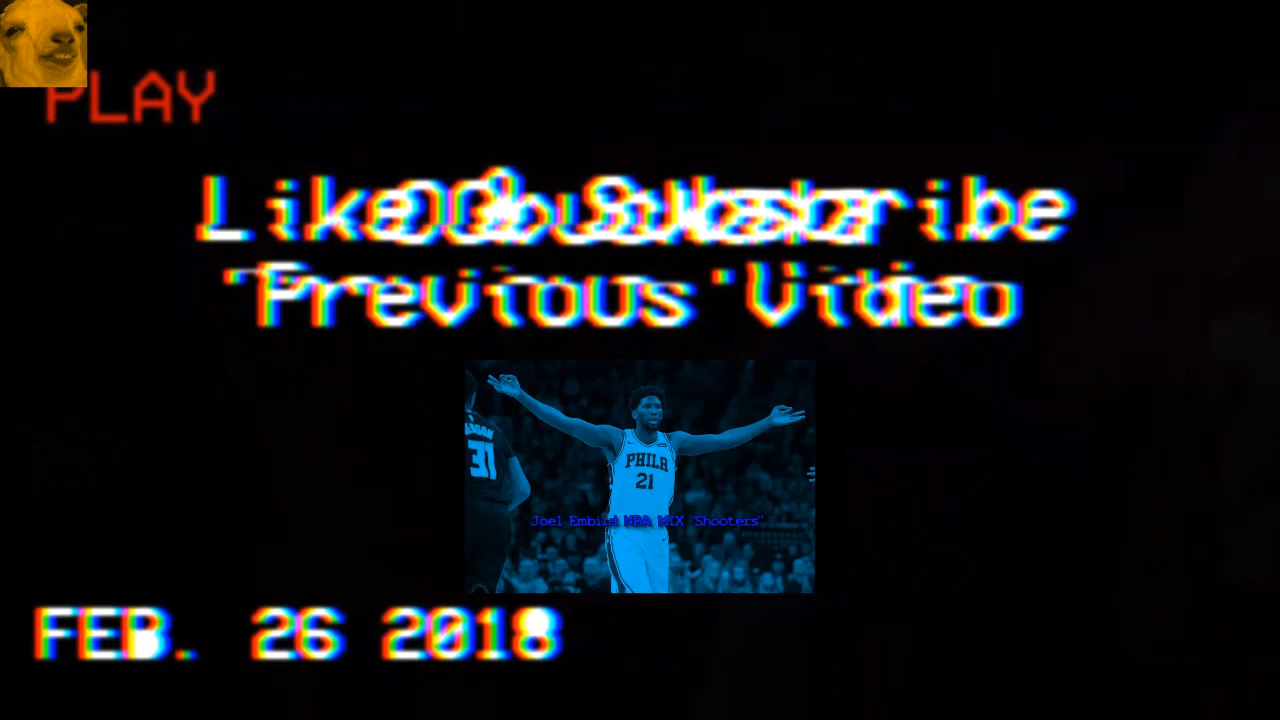 PLAY
Like & Subscribe
Previous Video
31
PHILA
21
Joel Embiid NBA MIX "Shooters"
FEB. 26 2018